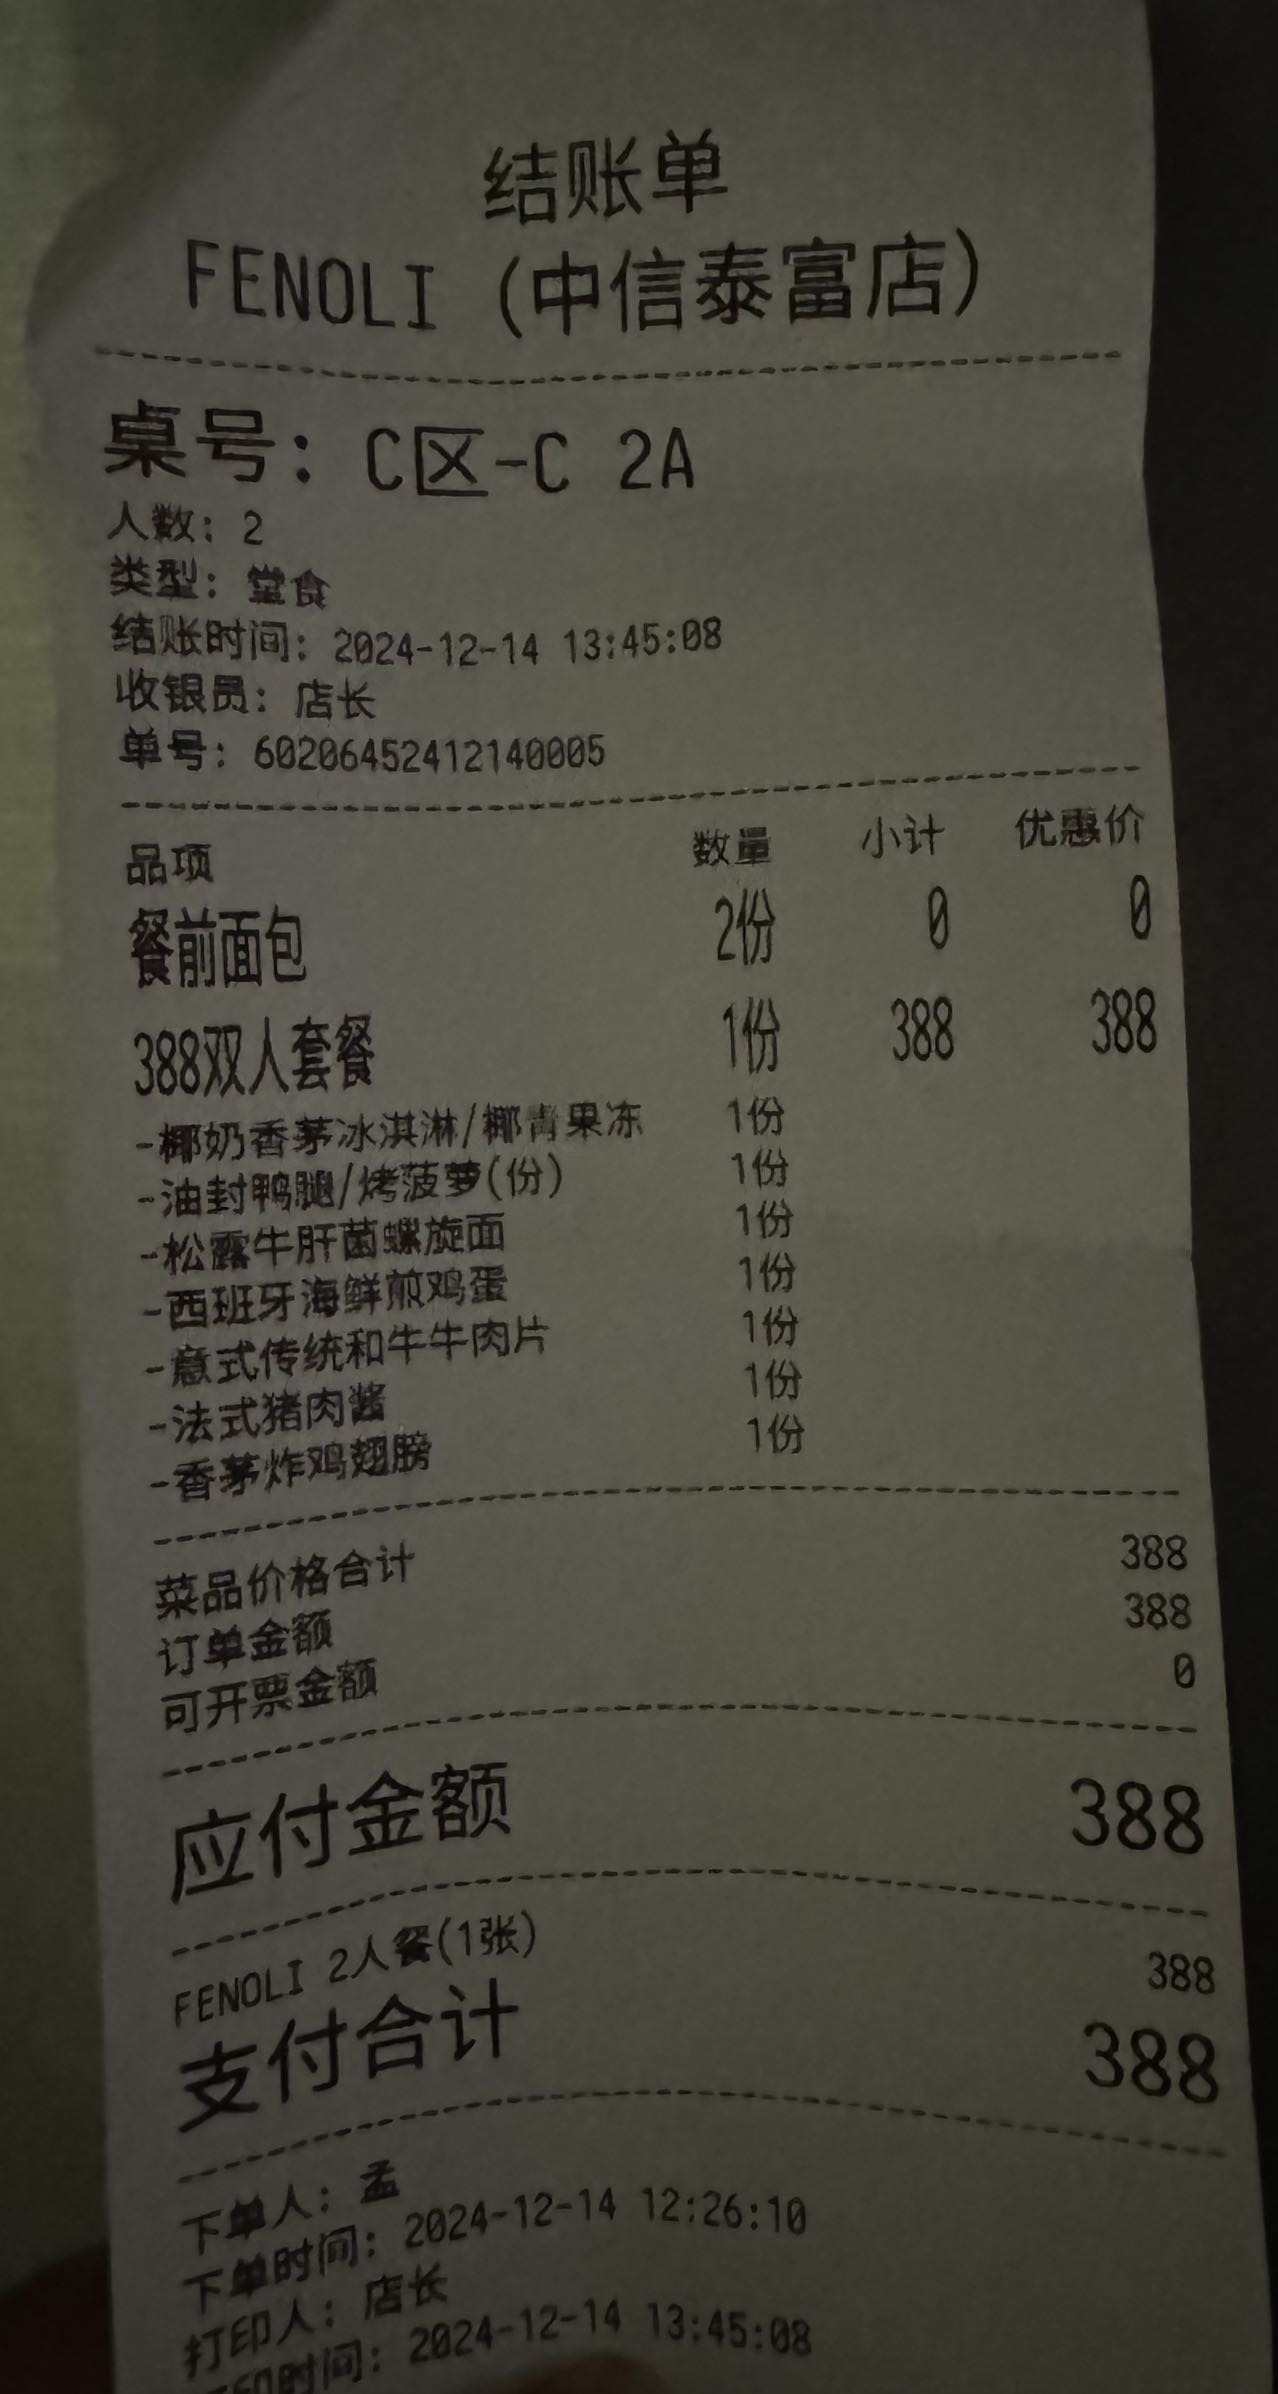 结账单
FENOLI (中信泰富店)
桌号: C区-C 2A
人数: 2
类型: 堂食
结账时间: 2024-12-14 13:45:08
收银员: 店长
单号: 60206452412140005
品项 数量 小计 优惠价
餐前面包 2份 0 0
388双人套餐 1份 388 388
-椰奶香茅冰淇淋/椰青果冻 1份
-油封鸭腿/烤菠萝(份) 1份
-松露牛肝菌螺旋面 1份
-西班牙海鲜煎鸡蛋 1份
-意式传统和牛牛肉片 1份
-法式猪肉酱 1份
-香茅炸鸡翅膀 1份
菜品价格合计 388
订单金额 388
可开票金额 0
应付金额 388
FENOLI 2人餐(1张) 388
支付合计 388
下单人: 孟
下单时间: 2024-12-14 12:26:10
打印人: 店长
打印时间: 2024-12-14 13:45:08